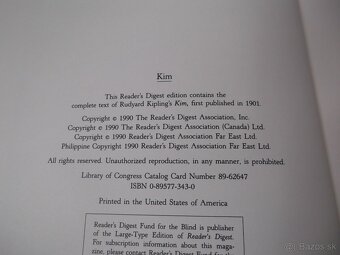 Kim
This Reader's Digest edition contains the
complete text of Rudyard Kipling's Kim, first published in 1901.
Copyright © 1990 The Reader's Digest Association, Inc.
Copyright © 1990 The Reader's Digest Association (Canada) Ltd.
Copyright © 1990 Reader's Digest Association Far East Ltd.
Philippine Copyright 1990 Reader's Digest Association Far East Ltd.
All rights reserved. Unauthorized reproduction, in any manner, is prohibited.
Library of Congress Catalog Card Number 89-62647
ISBN 0-89577-343-0
Printed in the United States of America
Reader's Digest Fund for the Blind is publisher
of the Large-Type Edition of Reader's Digest.
For subscription information about this maga-
zine, please contact Reader's Digest Fund for the
Bazos.sk